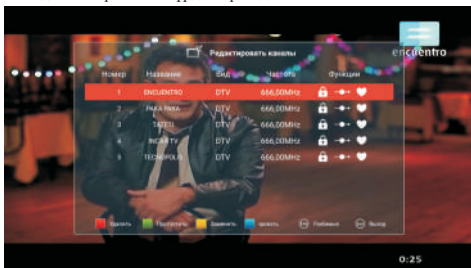 encuentro
Редактировать каналы
Номер Название Вид Частота Функции
1 ENCUENTRO DTV 666,00MHz
2 PAKA PAKA DTV 666,00MHz
3 DTV 666,00MHz
4 INCAA TV DTV 666,00MHz
5 TECNOPOLIS DTV 666,00MHz
Удалить Пропустить Заменить Любимые Выход
0:25